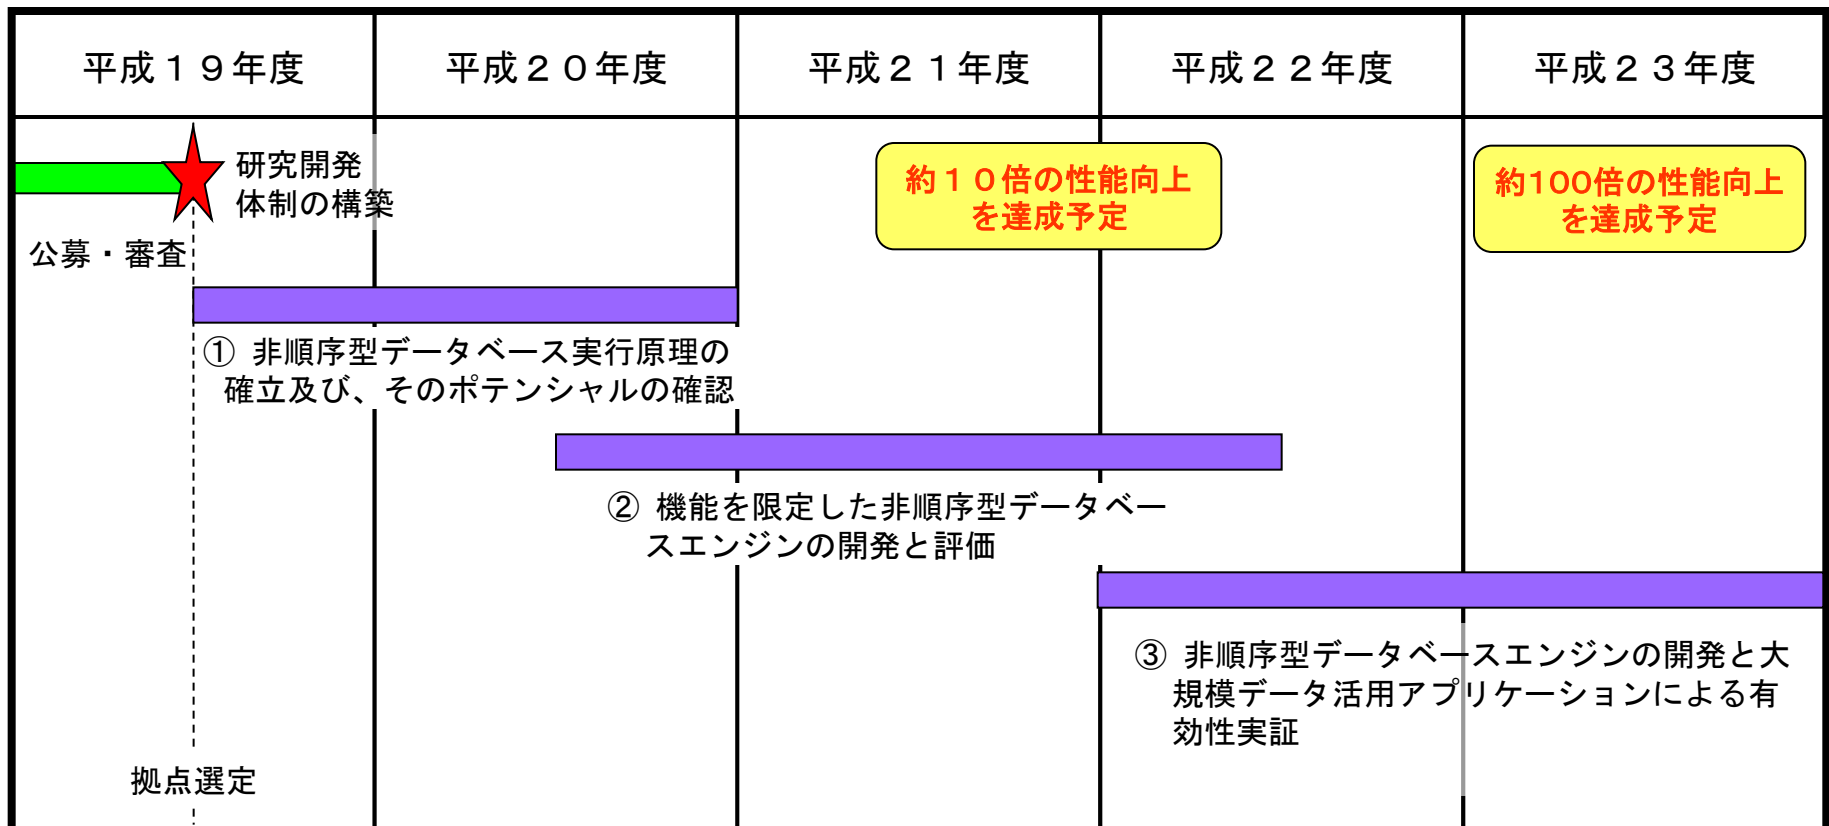 平成１９年度
平成２０年度
平成２１年度
平成２２年度
平成２３年度
研究開発
体制の構築
公募・審査
約１０倍の性能向上
を達成予定
約100倍の性能向上
を達成予定
① 非順序型データベース実行原理の
確立及び、そのポテンシャルの確認
② 機能を限定した非順序型データベー
スエンジンの開発と評価
③ 非順序型データベースエンジンの開発と大
規模データ活用アプリケーションによる有
効性実証
拠点選定